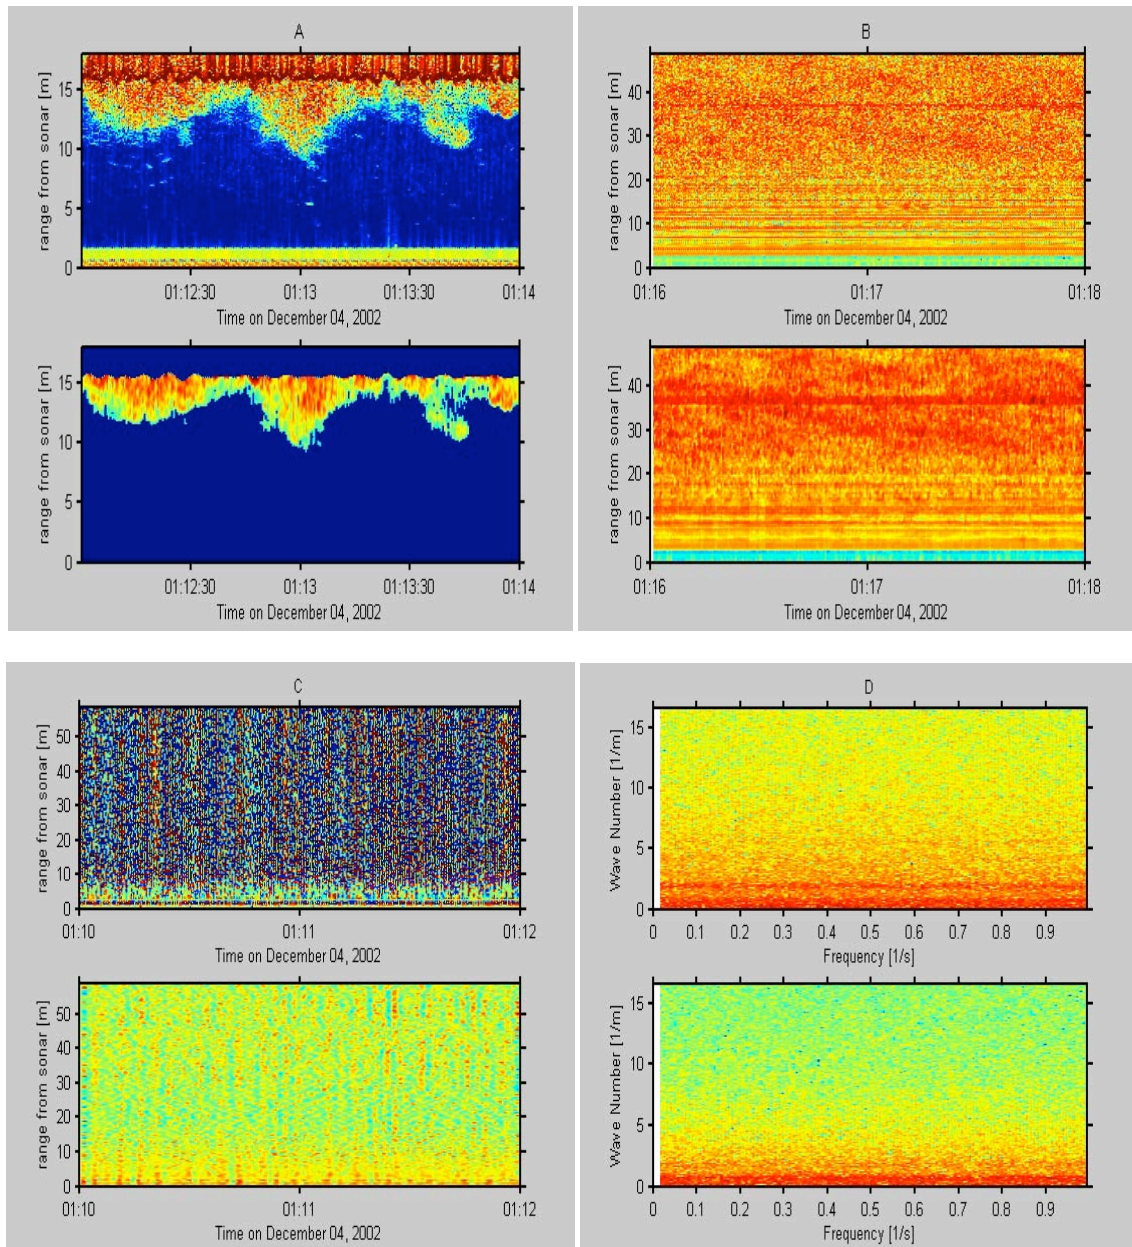 A
range from sonar [m]
15
10
5
0
01:12:30 01:13 01:13:30 01:14
Time on December 04, 2002
range from sonar [m]
15
10
5
0
01:12:30 01:13 01:13:30 01:14
Time on December 04, 2002
B
range from sonar [m]
40
30
20
10
0
01:16 01:17 01:18
Time on December 04, 2002
range from sonar [m]
40
30
20
10
0
01:16 01:17 01:18
Time on December 04, 2002
C
range from sonar [m]
50
40
30
20
10
0
01:10 01:11 01:12
Time on December 04, 2002
range from sonar [m]
50
40
30
20
10
0
01:10 01:11 01:12
Time on December 04, 2002
D
Wave Number [1/m]
15
10
5
0
0 0.1 0.2 0.3 0.4 0.5 0.6 0.7 0.8 0.9
Frequency [1/s]
Wave Number [1/m]
15
10
5
0
0 0.1 0.2 0.3 0.4 0.5 0.6 0.7 0.8 0.9
Frequency [1/s]